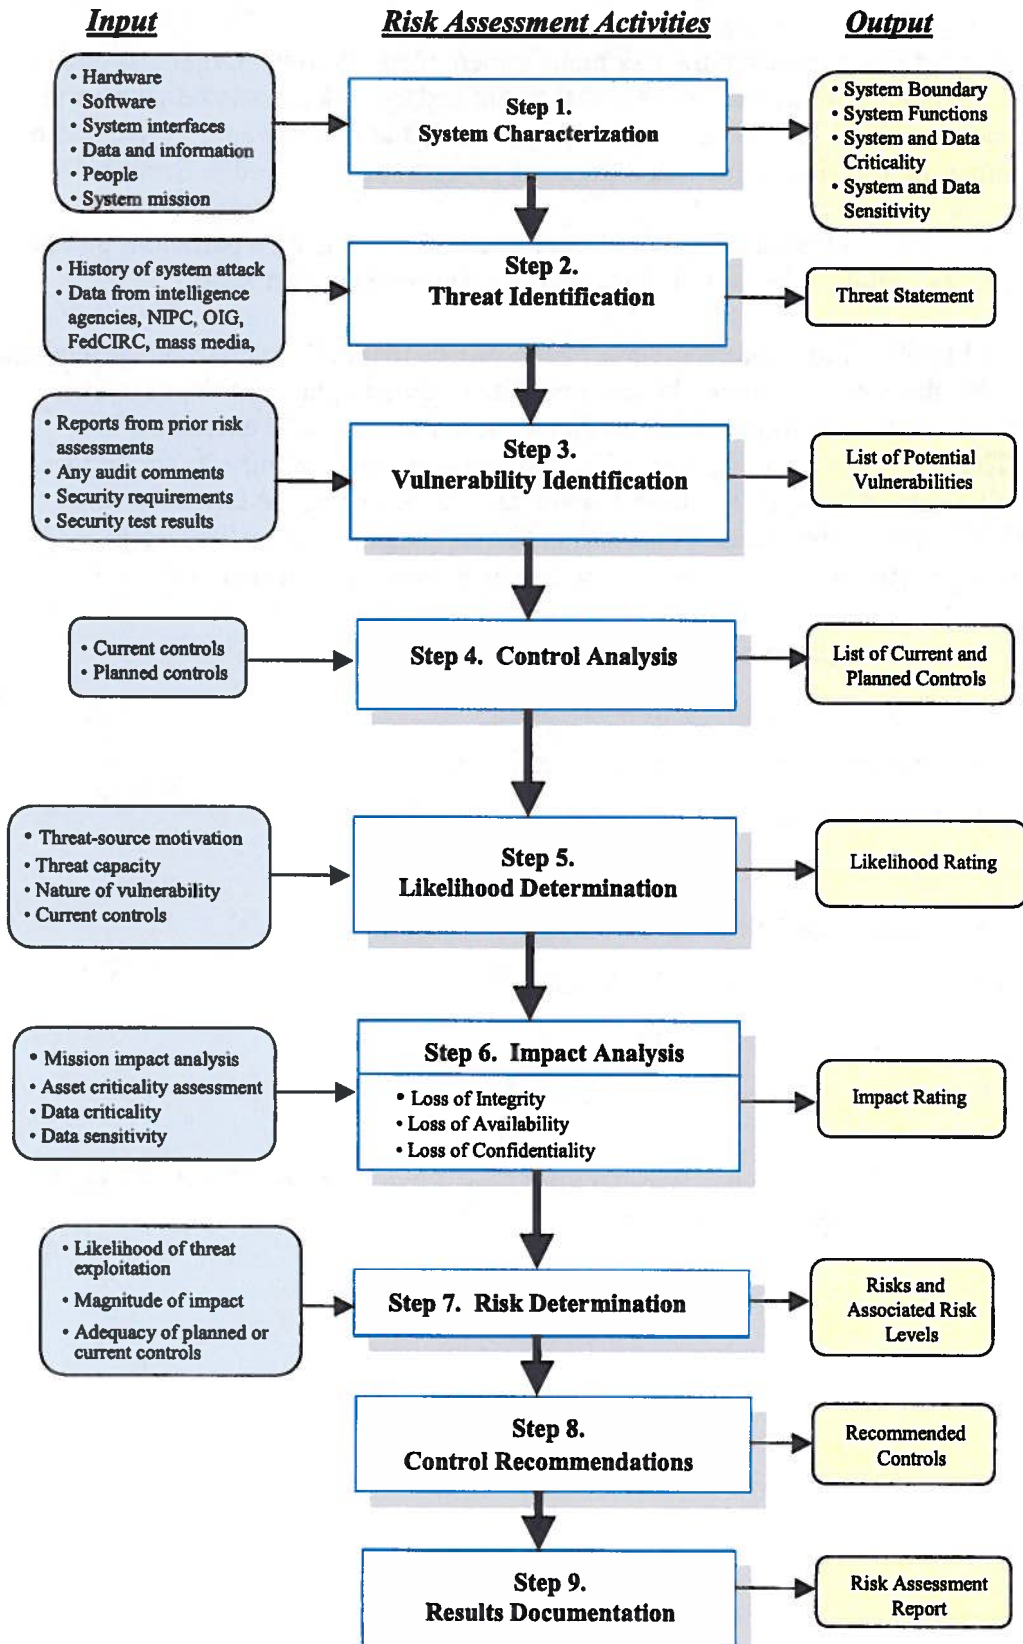 Input
Risk Assessment Activities
Output
• Hardware
• Software
• System interfaces
• Data and information
• People
• System mission
Step 1.
System Characterization
• System Boundary
• System Functions
• System and Data
Criticality
• System and Data
Sensitivity
• History of system attack
• Data from intelligence
agencies, NIPC, OIG,
FedCIRC, mass media,
Step 2.
Threat Identification
Threat Statement
• Reports from prior risk
assessments
• Any audit comments
• Security requirements
• Security test results
Step 3.
Vulnerability Identification
List of Potential
Vulnerabilities
• Current controls
• Planned controls
Step 4. Control Analysis
List of Current and
Planned Controls
• Threat-source motivation
• Threat capacity
• Nature of vulnerability
• Current controls
Step 5.
Likelihood Determination
Likelihood Rating
• Mission impact analysis
• Asset criticality assessment
• Data criticality
• Data sensitivity
Step 6. Impact Analysis
• Loss of Integrity
• Loss of Availability
• Loss of Confidentiality
Impact Rating
• Likelihood of threat
exploitation
• Magnitude of impact
• Adequacy of planned or
current controls
Step 7. Risk Determination
Risks and
Associated Risk
Levels
Step 8.
Control Recommendations
Recommended
Controls
Step 9.
Results Documentation
Risk Assessment
Report